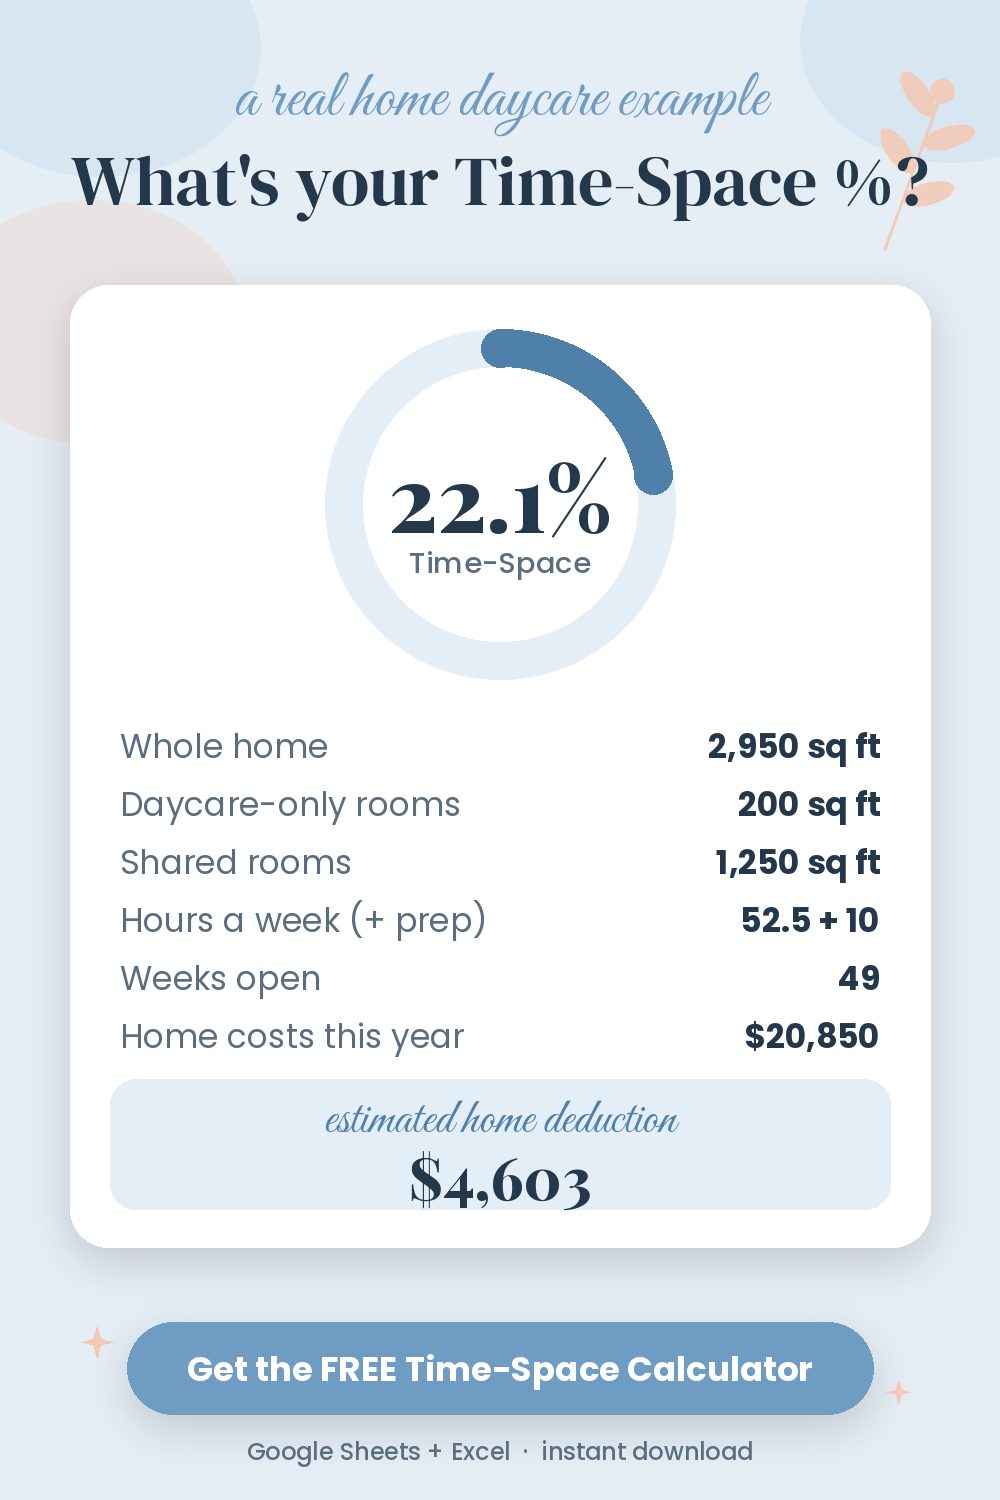 a real home daycare example
What's your Time-Space %?
22.1%
Time-Space
Whole home 2,950 sq ft
Daycare-only rooms 200 sq ft
Shared rooms 1,250 sq ft
Hours a week (+ prep) 52.5 + 10
Weeks open 49
Home costs this year $20,850
estimated home deduction
$4,603
Get the FREE Time-Space Calculator
Google Sheets + Excel · instant download